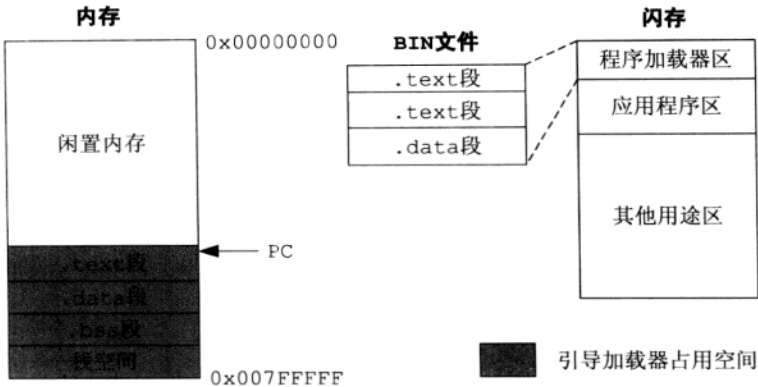 内存
0x00000000
闲置内存
PC
.text段
.data段
.bss段
栈空间
0x007FFFFF
BIN文件
.text段
.text段
.data段
闪存
程序加载器区
应用程序区
其他用途区
引导加载器占用空间